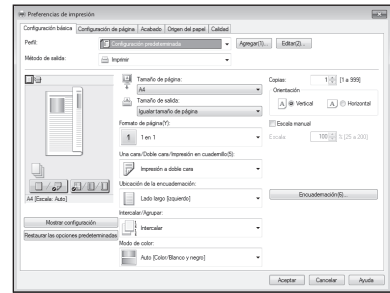 Preferencias de impresión
Configuración básica Configuración de página Acabado Origen del papel Calidad
Perfil: Configuración predeterminada Agregar(1)... Editar(2)...
Método de salida: Imprimir
Tamaño de página: Copias: 1 [1 a 999]
A4 Orientación
Tamaño de salida: A Vertical A Horizontal
Igualar tamaño de página
Formato de página(Y): Escala manual
1 1 en 1 Escala: 100 % [25 a 200]
Una cara/Doble cara/Impresión en cuadernillo(5):
Impresión a doble cara
Ubicación de la encuadernación:
A4 [Escala: Auto] Lado largo [izquierdo] Encuadernación(6)...
Mostrar configuración Intercalar/Agrupar:
Restaurar las opciones predeterminadas Intercalar
Modo de color:
Auto [Color/Blanco y negro]
Aceptar Cancelar Ayuda